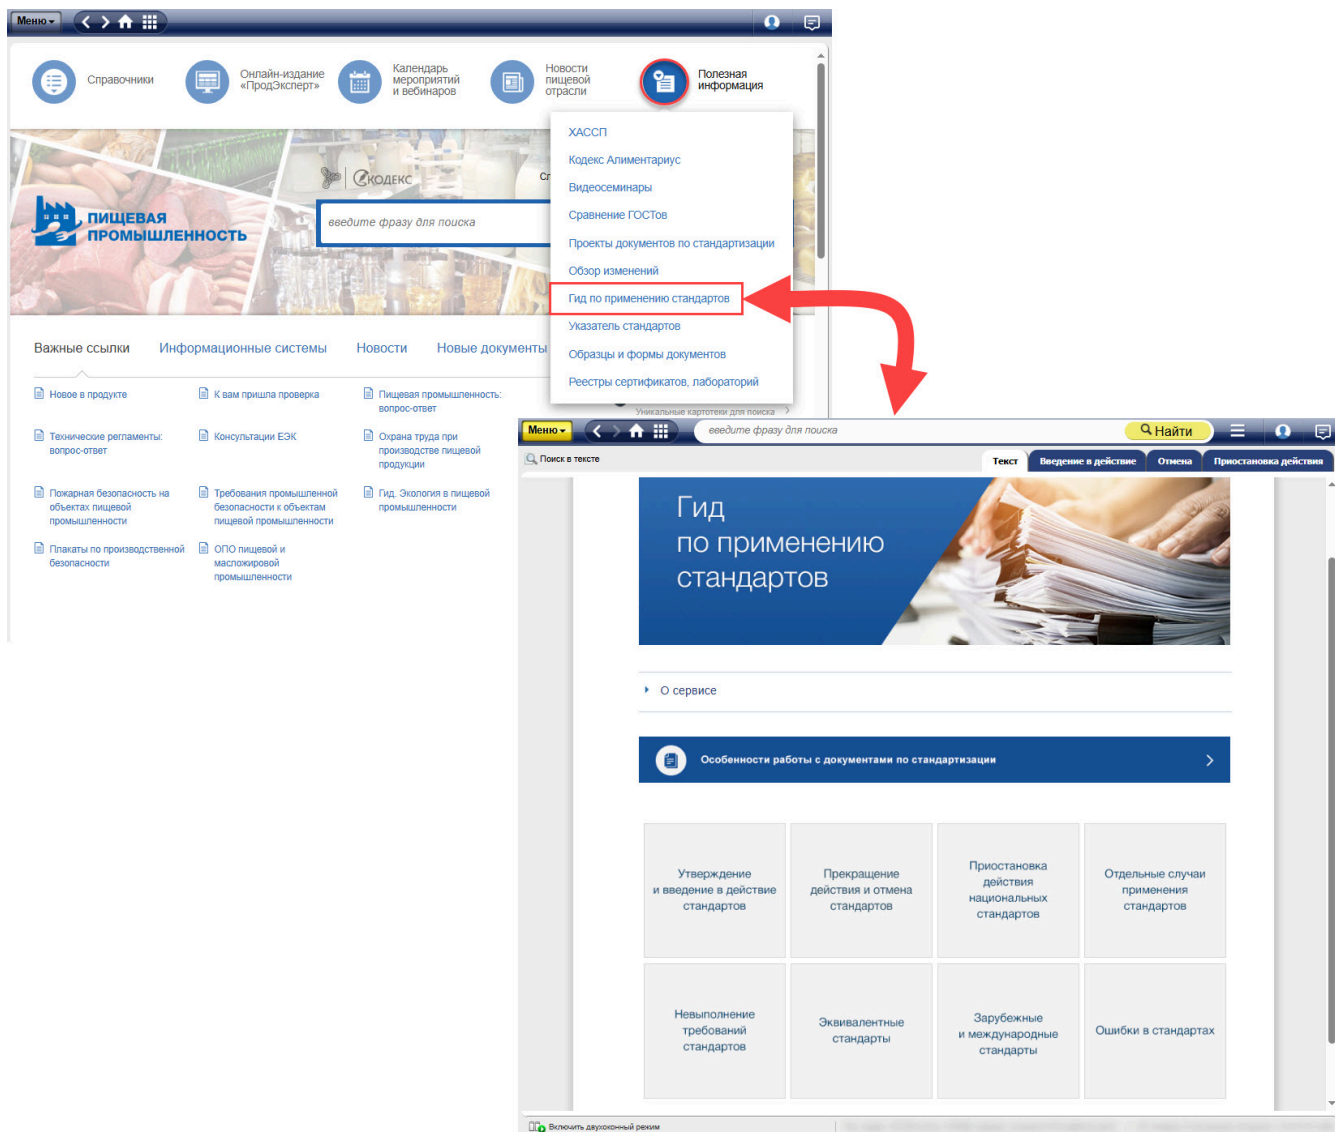 Меню
Справочники
Онлайн-издание
«ПродЭксперт»
Календарь
мероприятий
и вебинаров
Новости
пищевой
отрасли
Полезная
информация
ХАССП
Кодекс Алиментариус
Видеосеминары
Сравнение ГОСТов
Проекты документов по стандартизации
Обзор изменений
Гид по применению стандартов
Указатель стандартов
Образцы и формы документов
Реестры сертификатов, лабораторий
КОДЕКС
ПИЩЕВАЯ
ПРОМЫШЛЕННОСТЬ
введите фразу для поиска
Важные ссылки
Информационные системы
Новости
Новые документы
Новое в продукте
К вам пришла проверка
Пищевая промышленность:
вопрос-ответ
Уникальные картотеки для поиска
Технические регламенты:
вопрос-ответ
Консультации ЕЭК
Охрана труда при
производстве пищевой
продукции
Пожарная безопасность на
объектах пищевой
промышленности
Требования промышленной
безопасности к объектам
пищевой промышленности
Гид. Экология в пищевой
промышленности
Плакаты по производственной
безопасности
ОПО пищевой и
масложировой
промышленности
Меню
введите фразу для поиска
Найти
Поиск в тексте
Текст
Введение в действие
Отмена
Приостановка действия
Гид
по применению
стандартов
О сервисе
Особенности работы с документами по стандартизации
Утверждение
и введение в действие
стандартов
Прекращение
действия и отмена
стандартов
Приостановка
действия
национальных
стандартов
Отдельные случаи
применения
стандартов
Невыполнение
требований
стандартов
Эквивалентные
стандарты
Зарубежные
и международные
стандарты
Ошибки в стандартах
Включить двухоконный режим